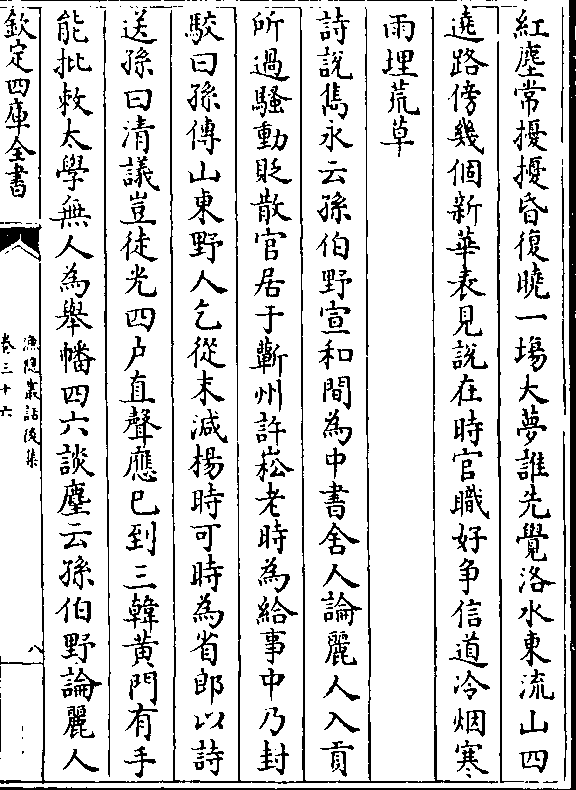 紅塵常擾擾昏復曉一場大夢誰先覺洛水東流山四
遶路傍幾個新華表見說在時官職好爭信道冷烟寒
雨埋荒草
詩說雋永云孫伯野宣和間為中書舍人論麗人入貢
所過騷動貶散官居于蘄州許崧老時為給事中乃封
駮曰孫傅山東野人乞從末減楊時可時為省郎以詩
送孫曰清議豈徒光四户直聲應已到三韓黃門有手
能批敕太學無人為舉幡四六談麈云孫伯野論麗人
欽定四庫全書
漁隱叢話後集
卷三十六
八